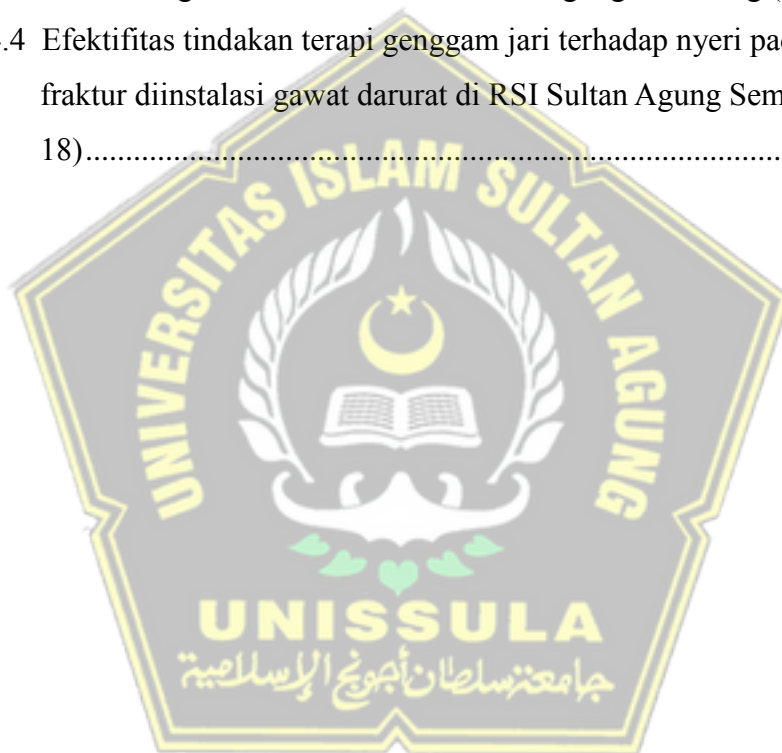 .4 Efektifitas tindakan terapi genggam jari terhadap nyeri pa
fraktur diinstalasi gawat darurat di RSI Sultan Agung Sem
18)................................................................................
UNIVERSITAS ISLAM SULTAN AGUNG
UNISSULA
جامعة سلطان أجونج الإسلامية